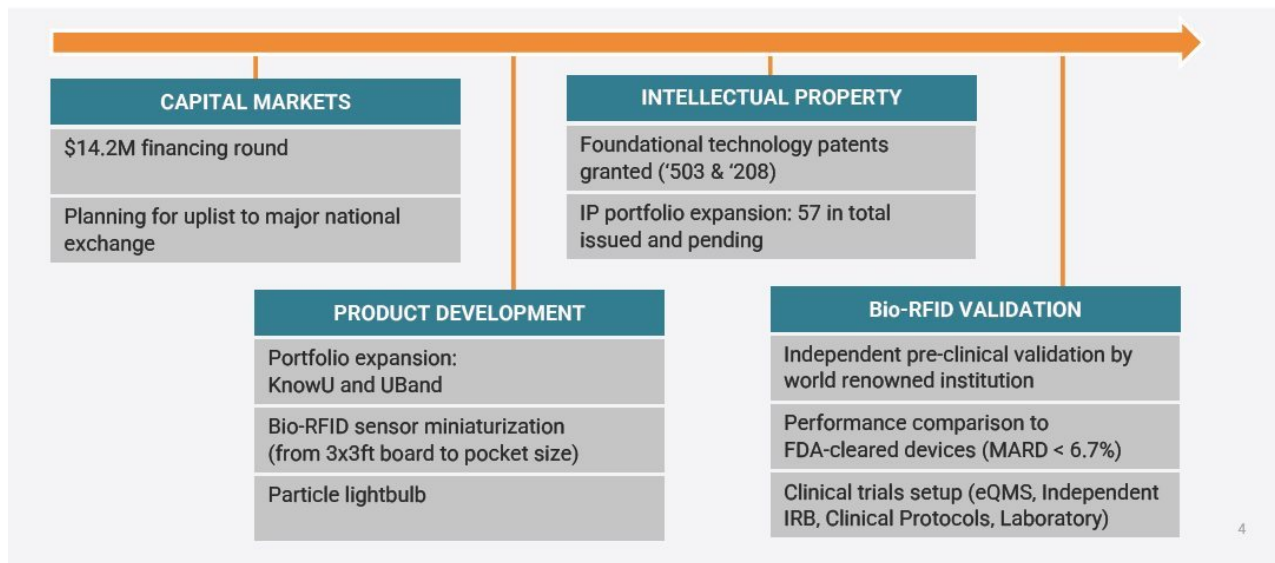 CAPITAL MARKETS
$14.2M financing round
Planning for uplist to major national
exchange
INTELLECTUAL PROPERTY
Foundational technology patents
granted (‘503 & ‘208)
IP portfolio expansion: 57 in total
issued and pending
PRODUCT DEVELOPMENT
Portfolio expansion:
KnowU and UBand
Bio-RFID sensor miniaturization
(from 3x3ft board to pocket size)
Particle lightbulb
Bio-RFID VALIDATION
Independent pre-clinical validation by
world renowned institution
Performance comparison to
FDA-cleared devices (MARD < 6.7%)
Clinical trials setup (eQMS, Independent
IRB, Clinical Protocols, Laboratory)
4